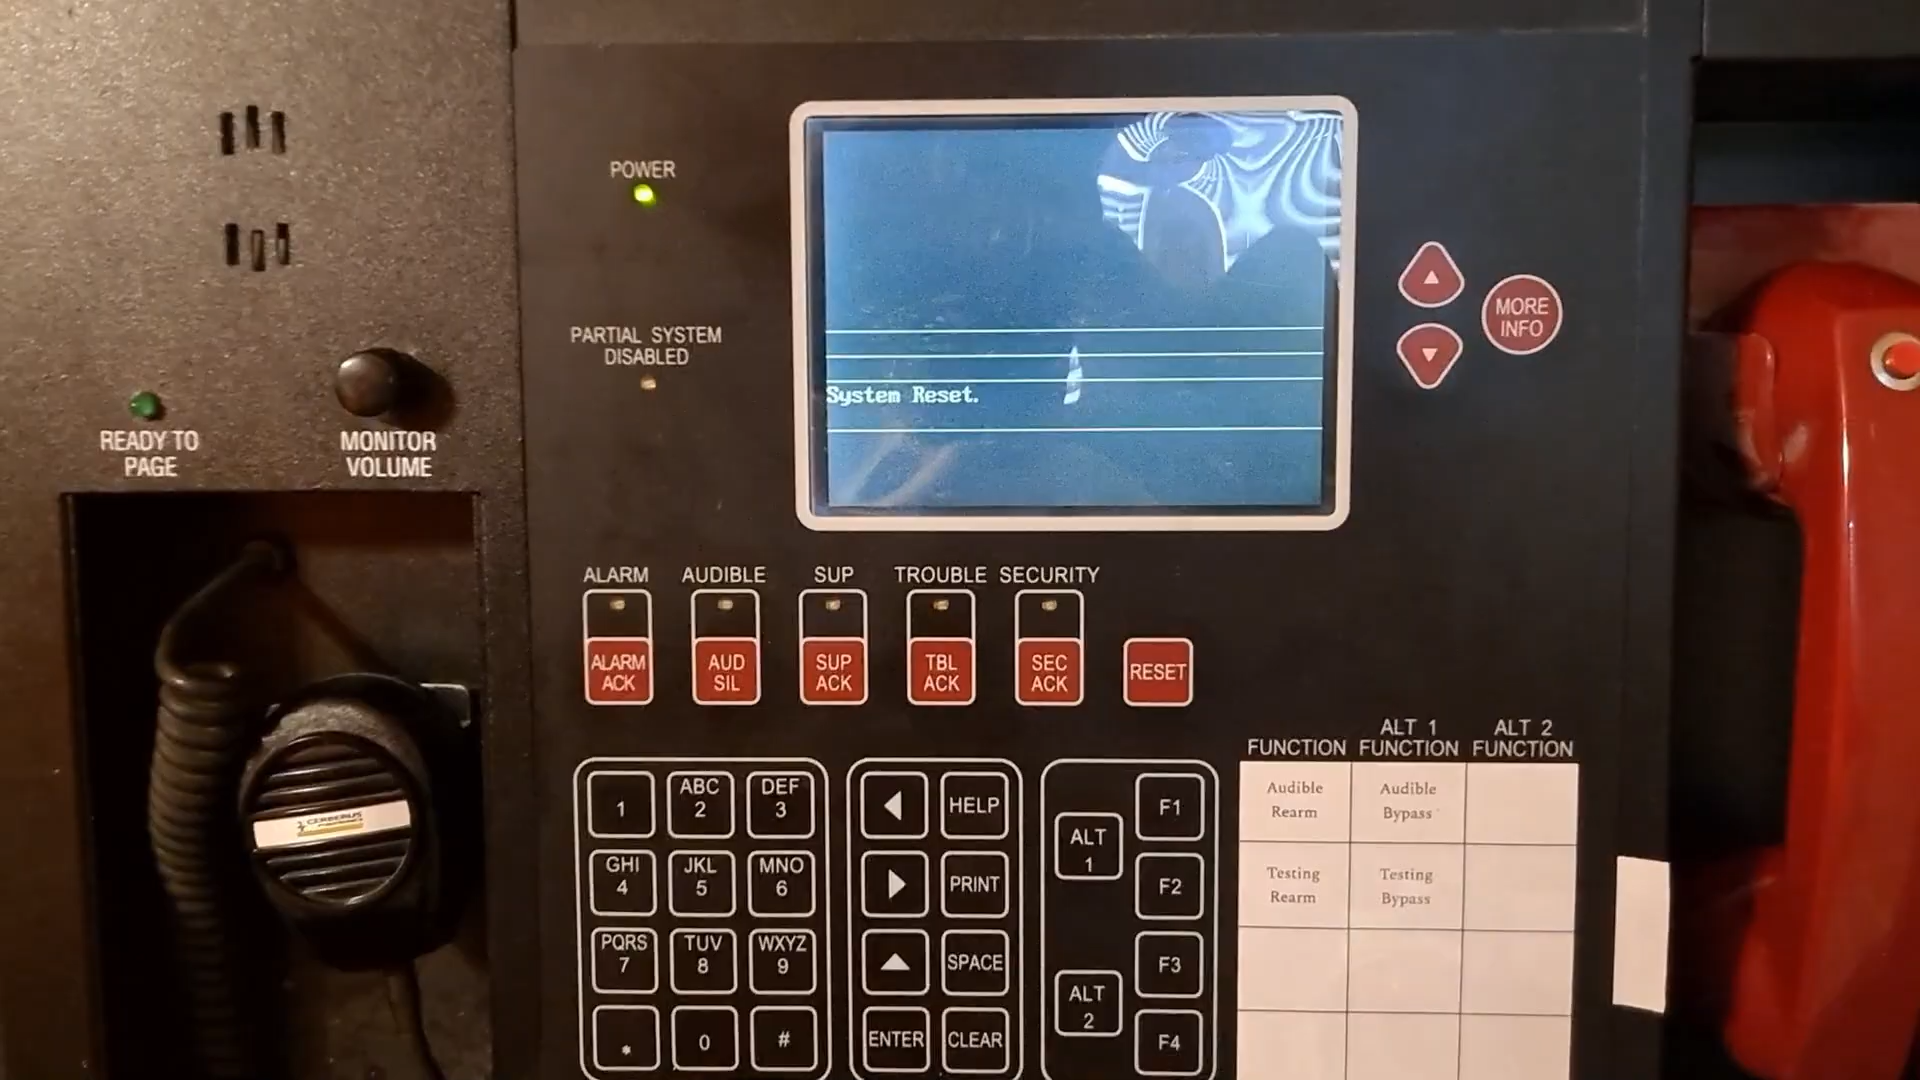 POWER
PARTIAL SYSTEM
DISABLED
READY TO
PAGE
MONITOR
VOLUME
System Reset.
MORE
INFO
ALARM
AUDIBLE
SUP
TROUBLE
SECURITY
ALARM
ACK
AUD
SIL
SUP
ACK
TBL
ACK
SEC
ACK
RESET
CERBERUS
1
ABC
2
DEF
3
GHI
4
JKL
5
MNO
6
PQRS
7
TUV
8
WXYZ
9
*
0
#
HELP
PRINT
SPACE
ENTER
CLEAR
ALT
1
ALT
2
F1
F2
F3
F4
FUNCTION
ALT 1
FUNCTION
ALT 2
FUNCTION
Audible
Rearm
Audible
Bypass
Testing
Rearm
Testing
Bypass